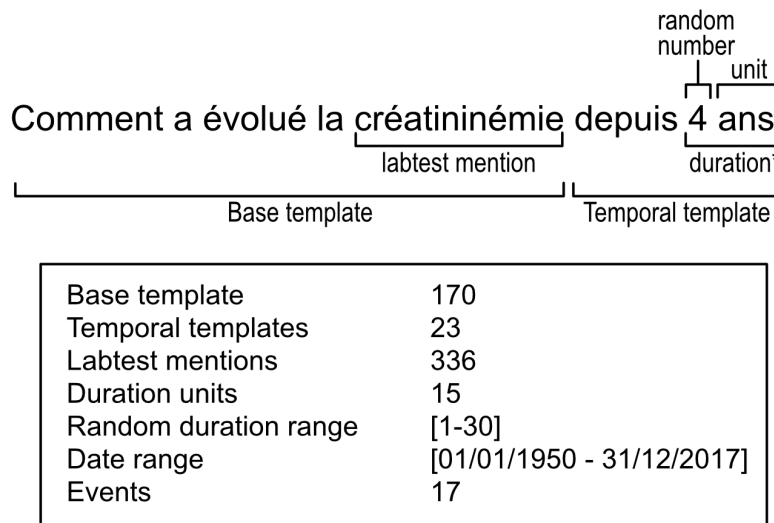 random
number
unit
Comment a évolué la créatininémie depuis 4 ans
labtest mention
duration*
Base template
Temporal template
Base template 170
Temporal templates 23
Labtest mentions 336
Duration units 15
Random duration range [1-30]
Date range [01/01/1950 - 31/12/2017]
Events 17